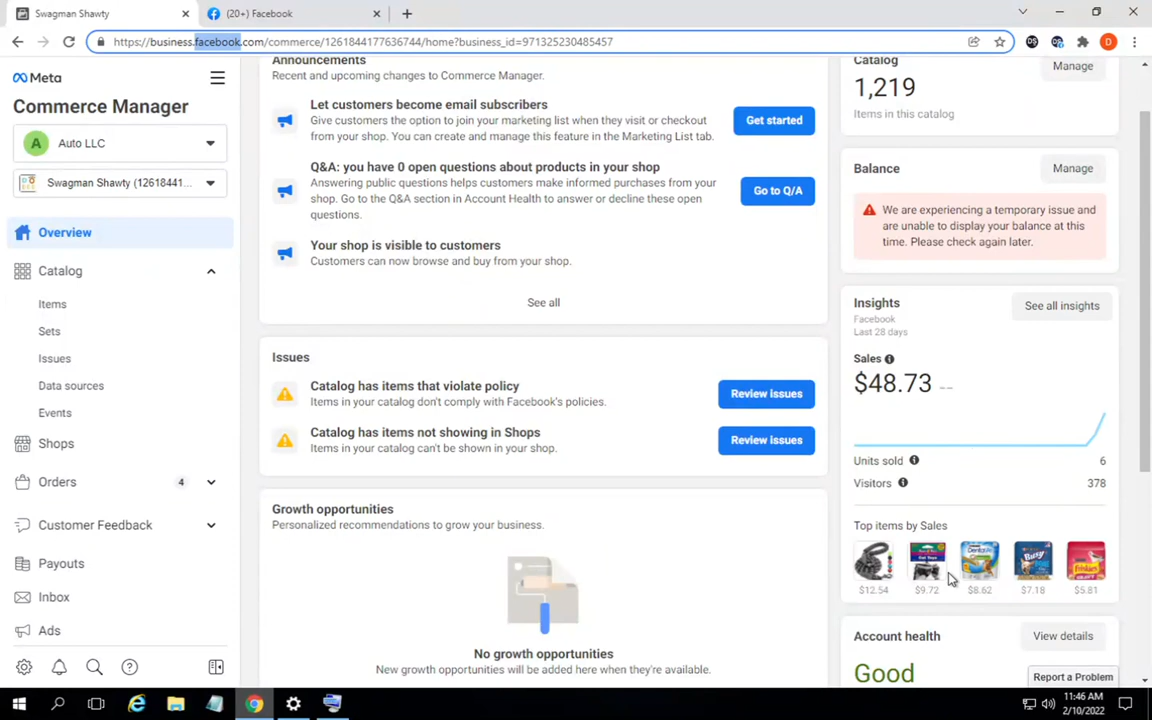 Swagman Shawty
(20+) Facebook
https://business.facebook.com/commerce/1261844177636744/home?business_id=971325230485457
Meta
Commerce Manager
A
Auto LLC
Swagman Shawty (12618441...
Overview
Catalog
Items
Sets
Issues
Data sources
Events
Shops
Orders
4
Customer Feedback
Payouts
Inbox
Ads
Announcements
Recent and upcoming changes to Commerce Manager.
Let customers become email subscribers
Give customers the option to join your marketing list when they visit or checkout
from your shop. You can create and manage this feature in the Marketing List tab.
Get started
Q&A: you have 0 open questions about products in your shop
Answering public questions helps customers make informed purchases from your
shop. Go to the Q&A section in Account Health to answer or decline these open
questions.
Go to Q/A
Your shop is visible to customers
Customers can now browse and buy from your shop.
See all
Issues
Catalog has items that violate policy
Items in your catalog don't comply with Facebook's policies.
Review issues
Catalog has items not showing in Shops
Items in your catalog can't be shown in your shop.
Review issues
Growth opportunities
Personalized recommendations to grow your business.
No growth opportunities
New growth opportunities will be added here when they're available.
Catalog
Manage
1,219
Items in this catalog
Balance
Manage
We are experiencing a temporary issue and
are unable to display your balance at this
time. Please check again later.
Insights
See all insights
Facebook
Last 28 days
Sales
$48.73 --
Units sold
6
Visitors
378
Top items by Sales
Busy
Friskies
$12.54
$9.72
$8.62
$7.18
$5.81
Account health
View details
Good
Report a Problem
D
11:46 AM
2/10/2022